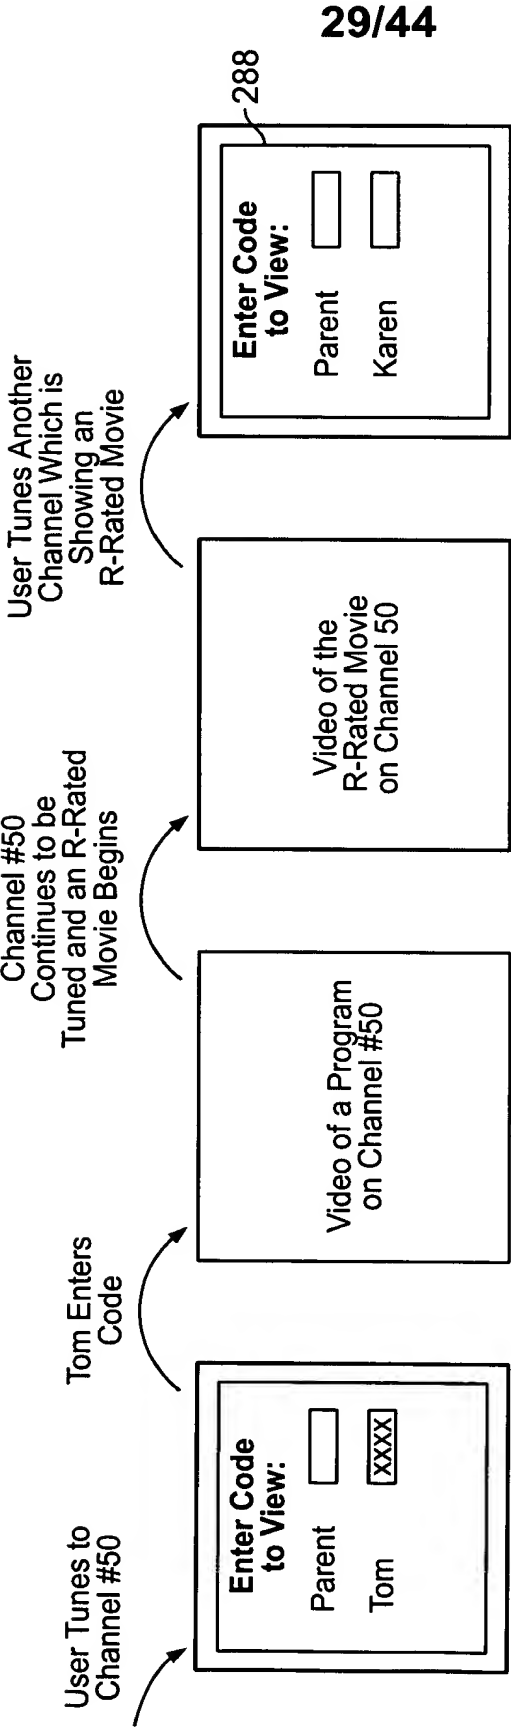 29/44
User Tunes to
Channel #50
Enter Code
to View:
Parent
Tom
XXXX
Tom Enters
Code
Video of a Program
on Channel #50
Channel #50
Continues to be
Tuned and an R-Rated
Movie Begins
Video of the
R-Rated Movie
on Channel 50
User Tunes Another
Channel Which is
Showing an
R-Rated Movie
288
Enter Code
to View:
Parent
Karen